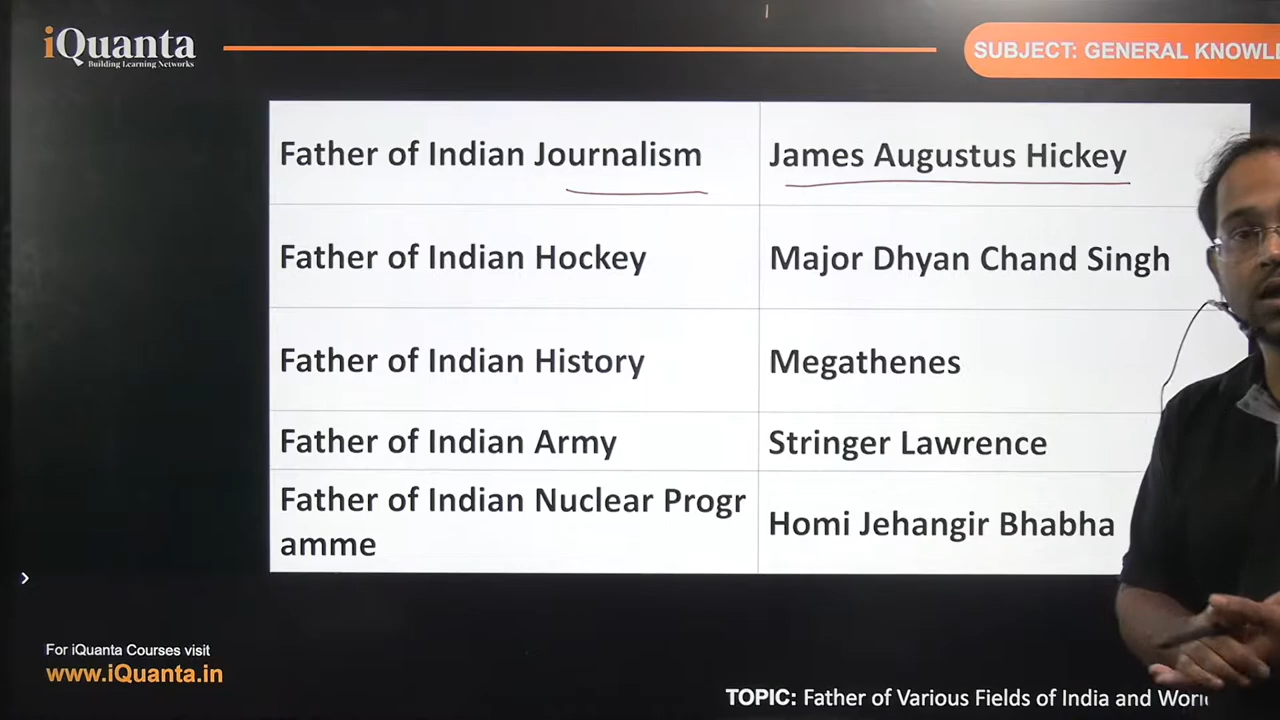 iQuanta
Building Learning Networks
SUBJECT: GENERAL KNOWLE
Father of Indian Journalism
James Augustus Hickey
Father of Indian Hockey
Major Dhyan Chand Singh
Father of Indian History
Megathenes
Father of Indian Army
Stringer Lawrence
Father of Indian Nuclear Progr
amme
Homi Jehangir Bhabha
For iQuanta Courses visit
www.iQuanta.in
TOPIC: Father of Various Fields of India and